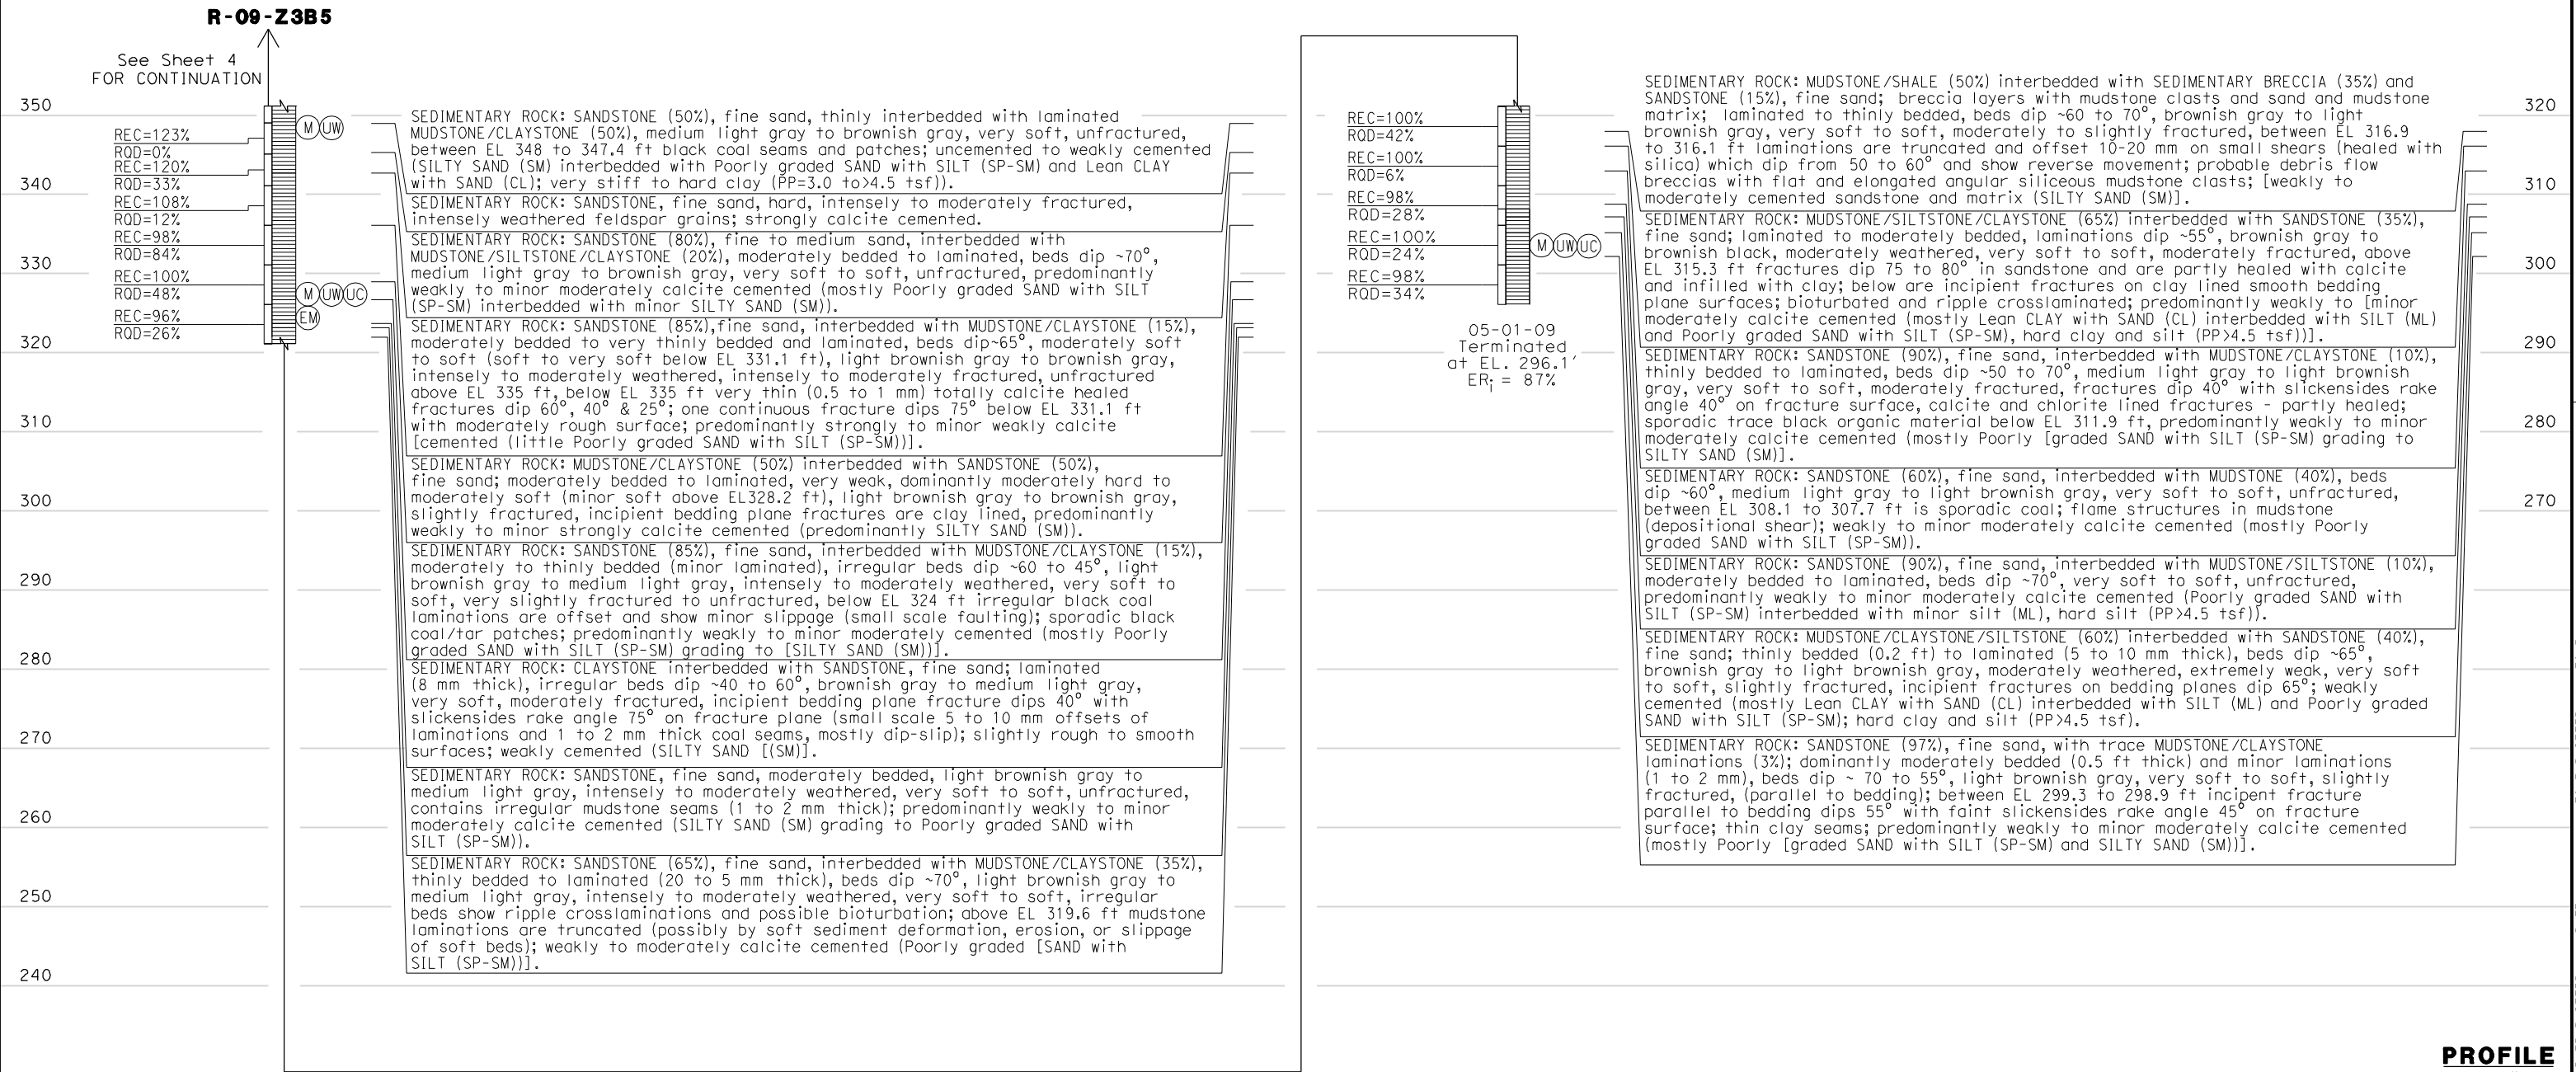 R-09-Z3B5
See Sheet 4
FOR CONTINUATION
350
340
330
320
310
300
290
280
270
260
250
240
REC=123%
RQD=0%
REC=120%
RQD=33%
REC=108%
RQD=12%
REC=98%
RQD=84%
REC=100%
RQD=48%
REC=96%
RQD=26%
M UW
M UW UC
EM
SEDIMENTARY ROCK: SANDSTONE (50%), fine sand, thinly interbedded with laminated
MUDSTONE/CLAYSTONE (50%), medium light gray to brownish gray, very soft, unfractured,
between EL 348 to 347.4 ft black coal seams and patches; uncemented to weakly cemented
(SILTY SAND (SM) interbedded with Poorly graded SAND with SILT (SP-SM) and Lean CLAY
with SAND (CL); very stiff to hard clay (PP=3.0 to>4.5 tsf)).
SEDIMENTARY ROCK: SANDSTONE, fine sand, hard, intensely to moderately fractured,
intensely weathered feldspar grains; strongly calcite cemented.
SEDIMENTARY ROCK: SANDSTONE (80%), fine to medium sand, interbedded with
MUDSTONE/SILTSTONE/CLAYSTONE (20%), moderately bedded to laminated, beds dip ~70°,
medium light gray to brownish gray, very soft to soft, unfractured, predominantly
weakly to minor moderately calcite cemented (mostly Poorly graded SAND with SILT
(SP-SM) interbedded with minor SILTY SAND (SM)).
SEDIMENTARY ROCK: SANDSTONE (85%),fine sand, interbedded with MUDSTONE/CLAYSTONE (15%),
moderately bedded to very thinly bedded and laminated, beds dip~65°, moderately soft
to soft (soft to very soft below EL 331.1 ft), light brownish gray to brownish gray,
intensely to moderately weathered, intensely to moderately fractured, unfractured
above EL 335 ft, below EL 335 ft very thin (0.5 to 1 mm) totally calcite healed
fractures dip 60°, 40° & 25°; one continuous fracture dips 75° below EL 331.1 ft
with moderately rough surface; predominantly strongly to minor weakly calcite
[cemented (little Poorly graded SAND with SILT (SP-SM))].
SEDIMENTARY ROCK: MUDSTONE/CLAYSTONE (50%) interbedded with SANDSTONE (50%),
fine sand; moderately bedded to laminated, very weak, dominantly moderately hard to
moderately soft (minor soft above EL328.2 ft), light brownish gray to brownish gray,
slightly fractured, incipient bedding plane fractures are clay lined, predominantly
weakly to minor strongly calcite cemented (predominantly SILTY SAND (SM)).
SEDIMENTARY ROCK: SANDSTONE (85%), fine sand, interbedded with MUDSTONE/CLAYSTONE (15%),
moderately to thinly bedded (minor laminated), irregular beds dip ~60 to 45°, light
brownish gray to medium light gray, intensely to moderately weathered, very soft to
soft, very slightly fractured to unfractured, below EL 324 ft irregular black coal
laminations are offset and show minor slippage (small scale faulting); sporadic black
coal/tar patches; predominantly weakly to minor moderately cemented (mostly Poorly
graded SAND with SILT (SP-SM) grading to [SILTY SAND (SM))].
SEDIMENTARY ROCK: CLAYSTONE interbedded with SANDSTONE, fine sand; laminated
(8 mm thick), irregular beds dip ~40 to 60°, brownish gray to medium light gray,
very soft, moderately fractured, incipient bedding plane fracture dips 40° with
slickensides rake angle 75° on fracture plane (small scale 5 to 10 mm offsets of
laminations and 1 to 2 mm thick coal seams, mostly dip-slip); slightly rough to smooth
surfaces; weakly cemented (SILTY SAND [(SM)].
SEDIMENTARY ROCK: SANDSTONE, fine sand, moderately bedded, light brownish gray to
medium light gray, intensely to moderately weathered, very soft to soft, unfractured,
contains irregular mudstone seams (1 to 2 mm thick); predominantly weakly to minor
moderately calcite cemented (SILTY SAND (SM) grading to Poorly graded SAND with
SILT (SP-SM)).
SEDIMENTARY ROCK: SANDSTONE (65%), fine sand, interbedded with MUDSTONE/CLAYSTONE (35%),
thinly bedded to laminated (20 to 5 mm thick), beds dip ~70°, light brownish gray to
medium light gray, intensely to moderately weathered, very soft to soft, irregular
beds show ripple crosslaminations and possible bioturbation; above EL 319.6 ft mudstone
laminations are truncated (possibly by soft sediment deformation, erosion, or slippage
of soft beds); weakly to moderately calcite cemented (Poorly graded [SAND with
SILT (SP-SM))].
REC=100%
RQD=42%
REC=100%
RQD=6%
REC=98%
RQD=28%
REC=100%
RQD=24%
REC=98%
RQD=34%
M UW UC
05-01-09
Terminated
at EL. 296.1'
ERi = 87%
SEDIMENTARY ROCK: MUDSTONE/SHALE (50%) interbedded with SEDIMENTARY BRECCIA (35%) and
SANDSTONE (15%), fine sand; breccia layers with mudstone clasts and sand and mudstone
matrix; laminated to thinly bedded, beds dip ~60 to 70°, brownish gray to light
brownish gray, very soft to soft, moderately to slightly fractured, between EL 316.9
to 316.1 ft laminations are truncated and offset 10-20 mm on small shears (healed with
silica) which dip from 50 to 60° and show reverse movement; probable debris flow
breccias with flat and elongated angular siliceous mudstone clasts; [weakly to
moderately cemented sandstone and matrix (SILTY SAND (SM)].
SEDIMENTARY ROCK: MUDSTONE/SILTSTONE/CLAYSTONE (65%) interbedded with SANDSTONE (35%),
fine sand; laminated to moderately bedded, laminations dip ~55°, brownish gray to
brownish black, moderately weathered, very soft to soft, moderately fractured, above
EL 315.3 ft fractures dip 75 to 80° in sandstone and are partly healed with calcite
and infilled with clay; below are incipient fractures on clay lined smooth bedding
plane surfaces; bioturbated and ripple crosslaminated; predominantly weakly to [minor
moderately calcite cemented (mostly Lean CLAY with SAND (CL) interbedded with SILT (ML)
and Poorly graded SAND with SILT (SP-SM), hard clay and silt (PP>4.5 tsf))].
SEDIMENTARY ROCK: SANDSTONE (90%), fine sand, interbedded with MUDSTONE/CLAYSTONE (10%),
thinly bedded to laminated, beds dip ~50 to 70°, medium light gray to light brownish
gray, very soft to soft, moderately fractured, fractures dip 40° with slickensides rake
angle 40° on fracture surface, calcite and chlorite lined fractures - partly healed;
sporadic trace black organic material below EL 311.9 ft, predominantly weakly to minor
moderately calcite cemented (mostly Poorly [graded SAND with SILT (SP-SM) grading to
SILTY SAND (SM)].
SEDIMENTARY ROCK: SANDSTONE (60%), fine sand, interbedded with MUDSTONE (40%), beds
dip ~60°, medium light gray to light brownish gray, very soft to soft, unfractured,
between EL 308.1 to 307.7 ft is sporadic coal; flame structures in mudstone
(depositional shear); weakly to minor moderately calcite cemented (mostly Poorly
graded SAND with SILT (SP-SM)).
SEDIMENTARY ROCK: SANDSTONE (90%), fine sand, interbedded with MUDSTONE/SILTSTONE (10%),
moderately bedded to laminated, beds dip ~70°, very soft to soft, unfractured,
predominantly weakly to minor moderately calcite cemented (Poorly graded SAND with
SILT (SP-SM) interbedded with minor silt (ML), hard silt (PP>4.5 tsf)).
SEDIMENTARY ROCK: MUDSTONE/CLAYSTONE/SILTSTONE (60%) interbedded with SANDSTONE (40%),
fine sand; thinly bedded (0.2 ft) to laminated (5 to 10 mm thick), beds dip ~65°,
brownish gray to light brownish gray, moderately weathered, extremely weak, very soft
to soft, slightly fractured, incipient fractures on bedding planes dip 65°; weakly
cemented (mostly Lean CLAY with SAND (CL) interbedded with SILT (ML) and Poorly graded
SAND with SILT (SP-SM); hard clay and silt (PP>4.5 tsf).
SEDIMENTARY ROCK: SANDSTONE (97%), fine sand, with trace MUDSTONE/CLAYSTONE
laminations (3%); dominantly moderately bedded (0.5 ft thick) and minor laminations
(1 to 2 mm), beds dip ~ 70 to 55°, light brownish gray, very soft to soft, slightly
fractured, (parallel to bedding); between EL 299.3 to 298.9 ft incipent fracture
parallel to bedding dips 55° with faint slickensides rake angle 45° on fracture
surface; thin clay seams; predominantly weakly to minor moderately calcite cemented
(mostly Poorly [graded SAND with SILT (SP-SM) and SILTY SAND (SM))].
320
310
300
290
280
270
PROFILE